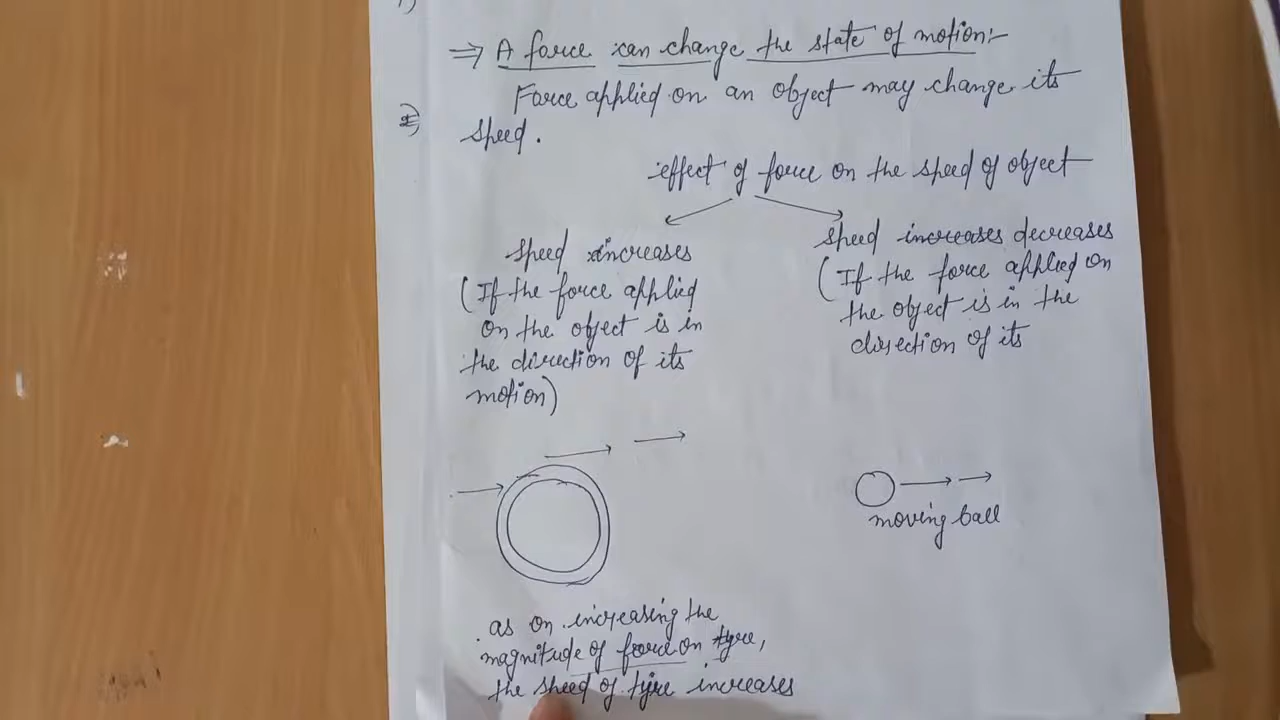 1)
⇒ A force can change the state of motion:-
Force applied on an object may change its
2)
speed.
effect of force on the speed of object
speed increases
(If the force applied
on the object is in
the direction of its
motion)
speed increases decreases
(If the force applied on
the object is in the
direction of its
moving ball
as on increasing the
magnitude of force on tyre,
the speed of tyre increases